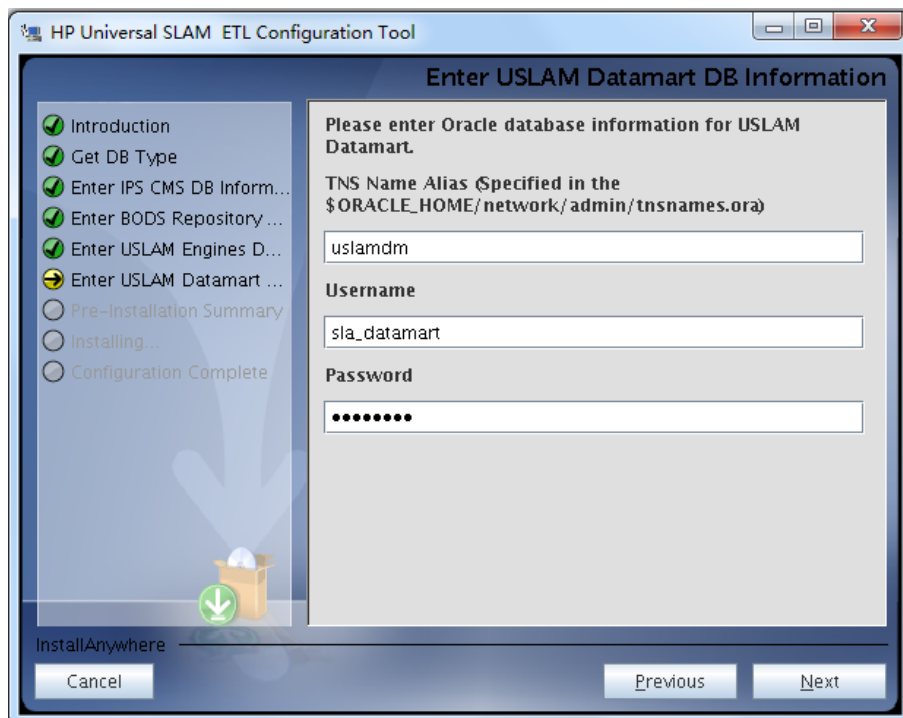 HP Universal SLAM ETL Configuration Tool
Enter USLAM Datamart DB Information
Introduction
Get DB Type
Enter IPS CMS DB Inform...
Enter BODS Repository ...
Enter USLAM Engines D...
Enter USLAM Datamart ...
Pre-Installation Summary
Installing...
Configuration Complete
Please enter Oracle database information for USLAM
Datamart.
TNS Name Alias (Specified in the
$ORACLE_HOME/network/admin/tnsnames.ora)
uslamdm
Username
sla_datamart
Password
••••••••
InstallAnywhere
Cancel
Previous
Next